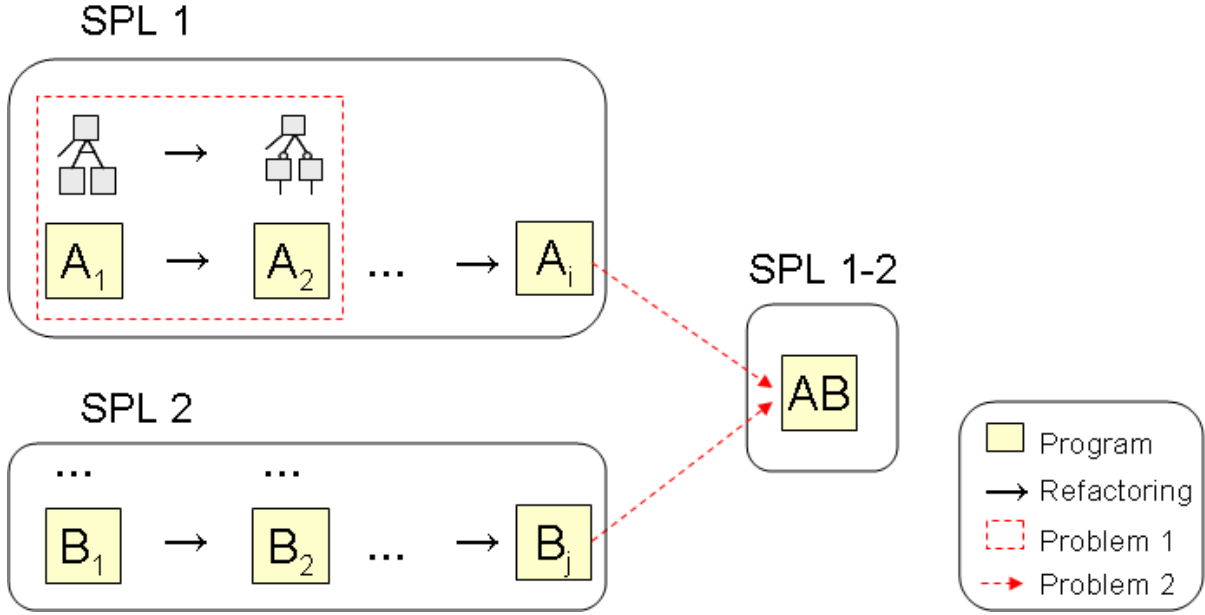 SPL 1
A₁ → A₂ ... → Aᵢ
SPL 1-2
AB
SPL 2
... ...
B₁ → B₂ ... → Bⱼ
Program
→ Refactoring
Problem 1
Problem 2